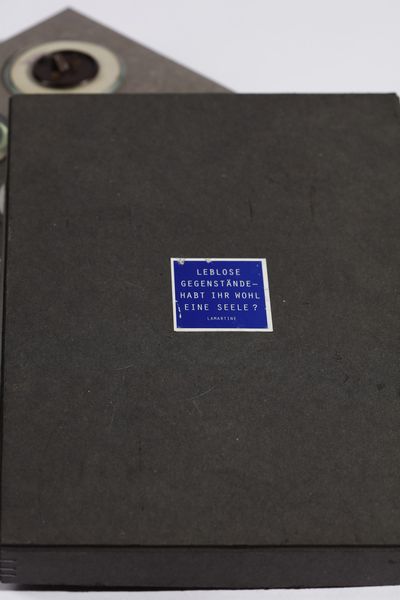 LEBLOSE
GEGENSTÄNDE—
HABT IHR WOHL
EINE SEELE?
LAMARTINE